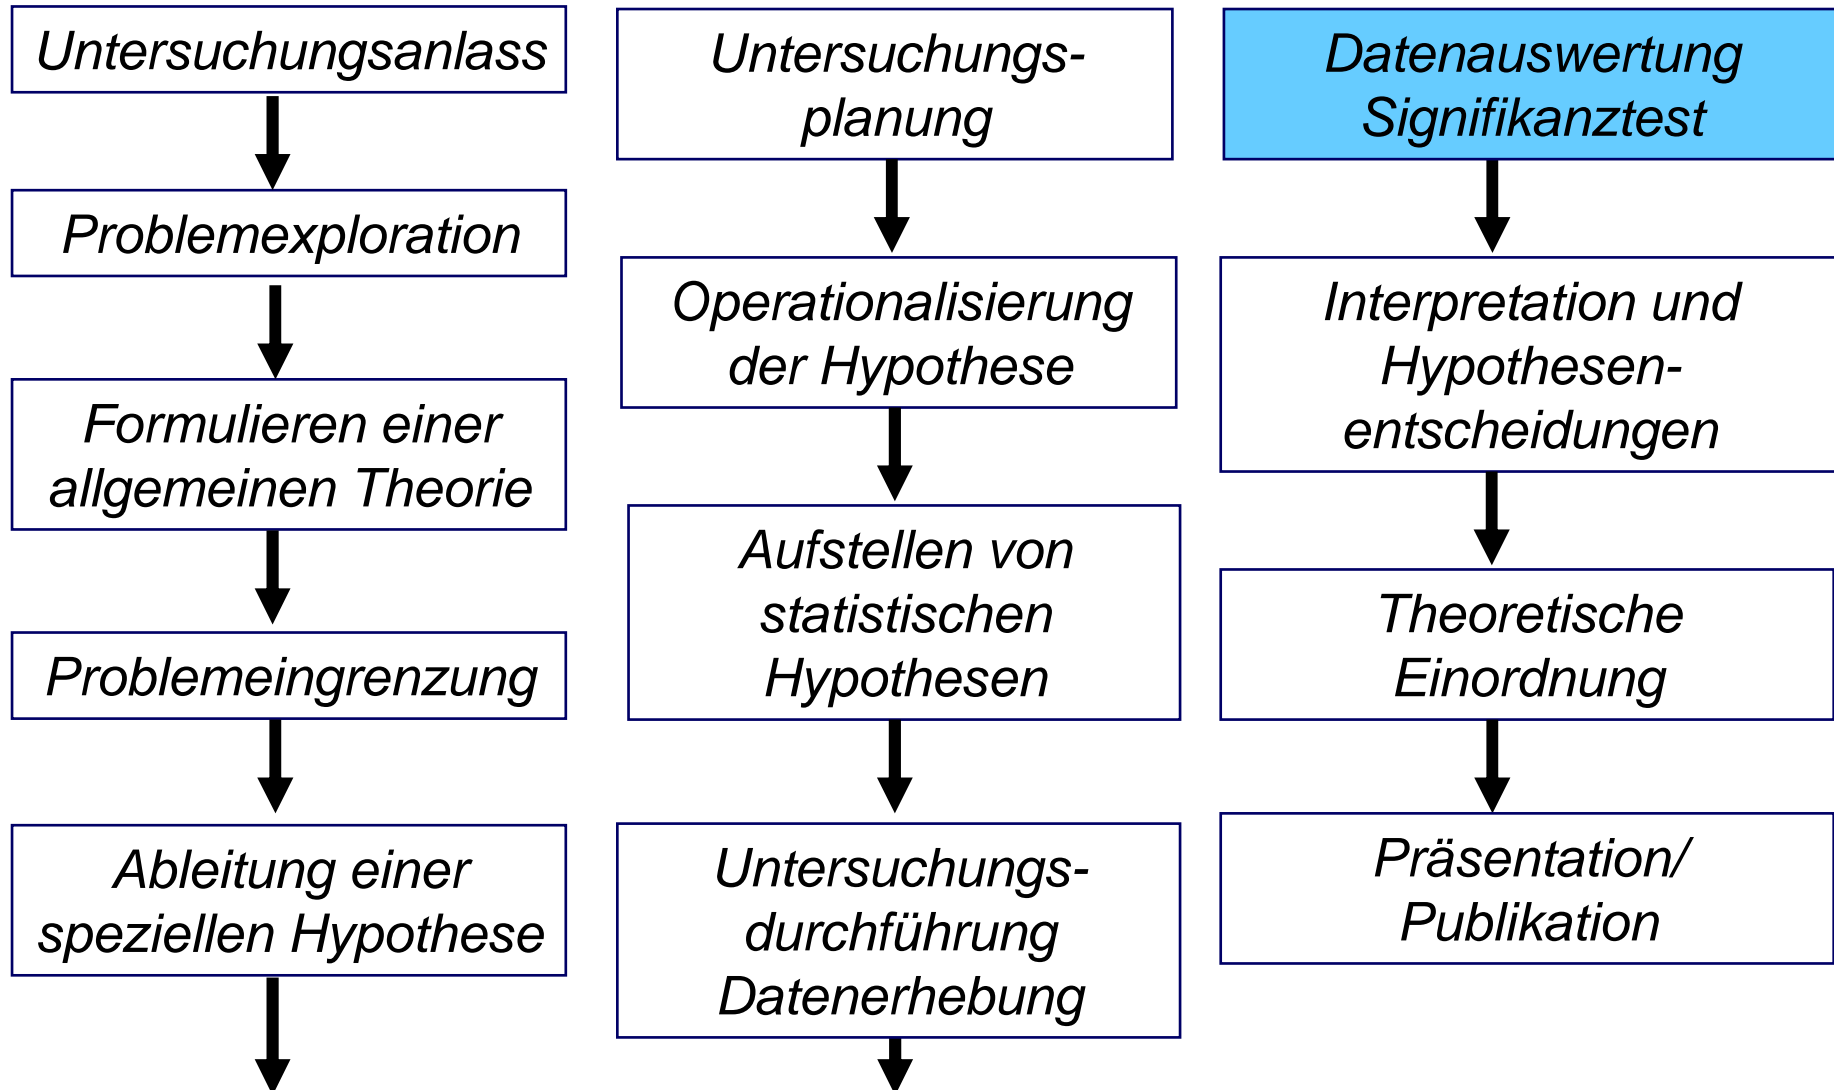 Untersuchungsanlass
Problemexploration
Formulieren einer
allgemeinen Theorie
Problemeingrenzung
Ableitung einer
speziellen Hypothese
Untersuchungs-
planung
Operationalisierung
der Hypothese
Aufstellen von
statistischen
Hypothesen
Untersuchungs-
durchführung
Datenerhebung
Datenauswertung
Signifikanztest
Interpretation und
Hypothesen-
entscheidungen
Theoretische
Einordnung
Präsentation/
Publikation